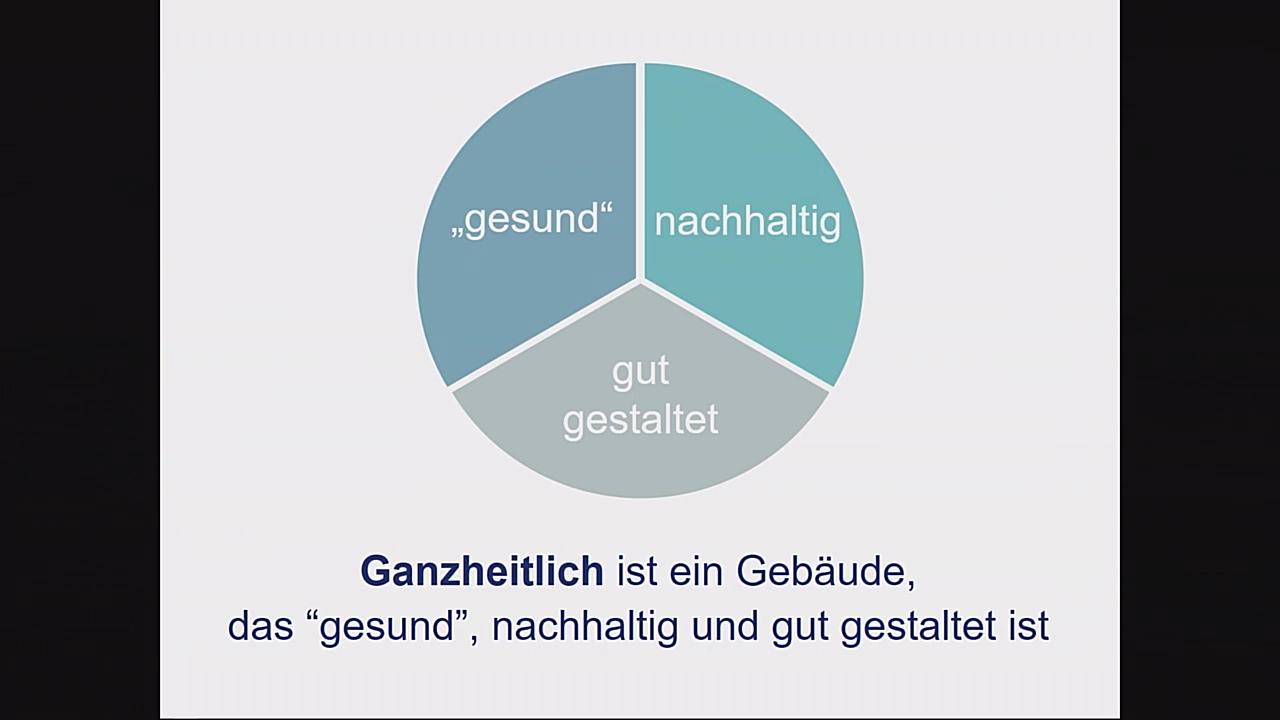 „gesund“
nachhaltig
gut
gestaltet
Ganzheitlich ist ein Gebäude,
das “gesund”, nachhaltig und gut gestaltet ist